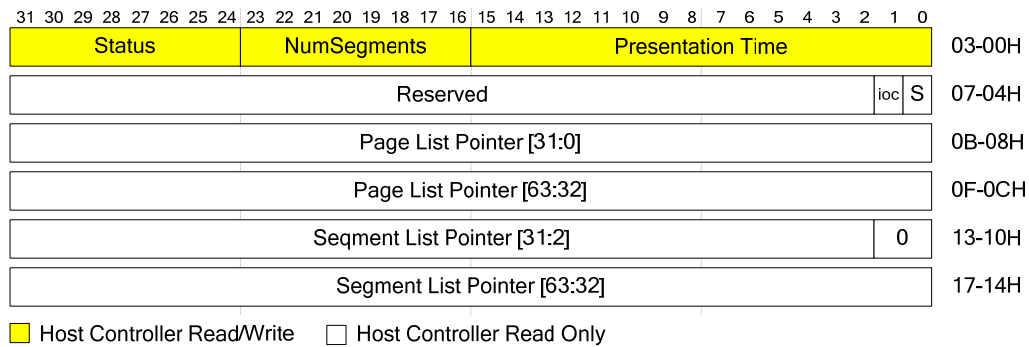 31 30 29 28 27 26 25 24 23 22 21 20 19 18 17 16 15 14 13 12 11 10 9 8 7 6 5 4 3 2 1 0
Status NumSegments Presentation Time 03-00H
Reserved ioc S 07-04H
Page List Pointer [31:0] 0B-08H
Page List Pointer [63:32] 0F-0CH
Seqment List Pointer [31:2] 0 13-10H
Segment List Pointer [63:32] 17-14H
Host Controller Read/Write Host Controller Read Only